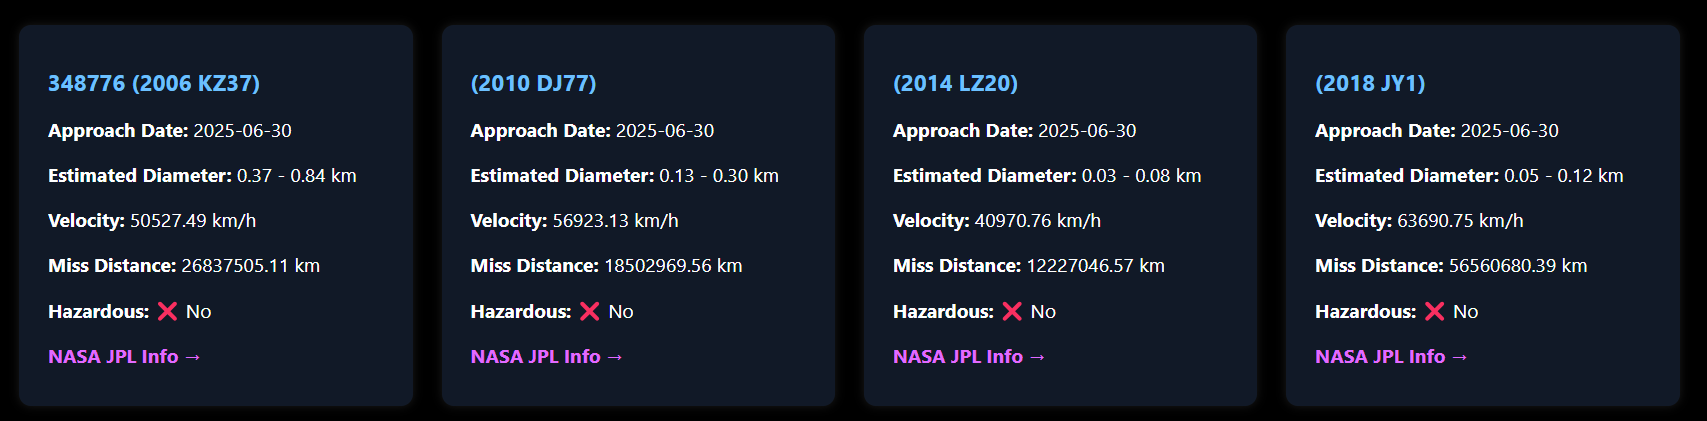 348776 (2006 KZ37)
Approach Date: 2025-06-30
Estimated Diameter: 0.37 - 0.84 km
Velocity: 50527.49 km/h
Miss Distance: 26837505.11 km
Hazardous: ❌ No
NASA JPL Info →
(2010 DJ77)
Approach Date: 2025-06-30
Estimated Diameter: 0.13 - 0.30 km
Velocity: 56923.13 km/h
Miss Distance: 18502969.56 km
Hazardous: ❌ No
NASA JPL Info →
(2014 LZ20)
Approach Date: 2025-06-30
Estimated Diameter: 0.03 - 0.08 km
Velocity: 40970.76 km/h
Miss Distance: 12227046.57 km
Hazardous: ❌ No
NASA JPL Info →
(2018 JY1)
Approach Date: 2025-06-30
Estimated Diameter: 0.05 - 0.12 km
Velocity: 63690.75 km/h
Miss Distance: 56560680.39 km
Hazardous: ❌ No
NASA JPL Info →